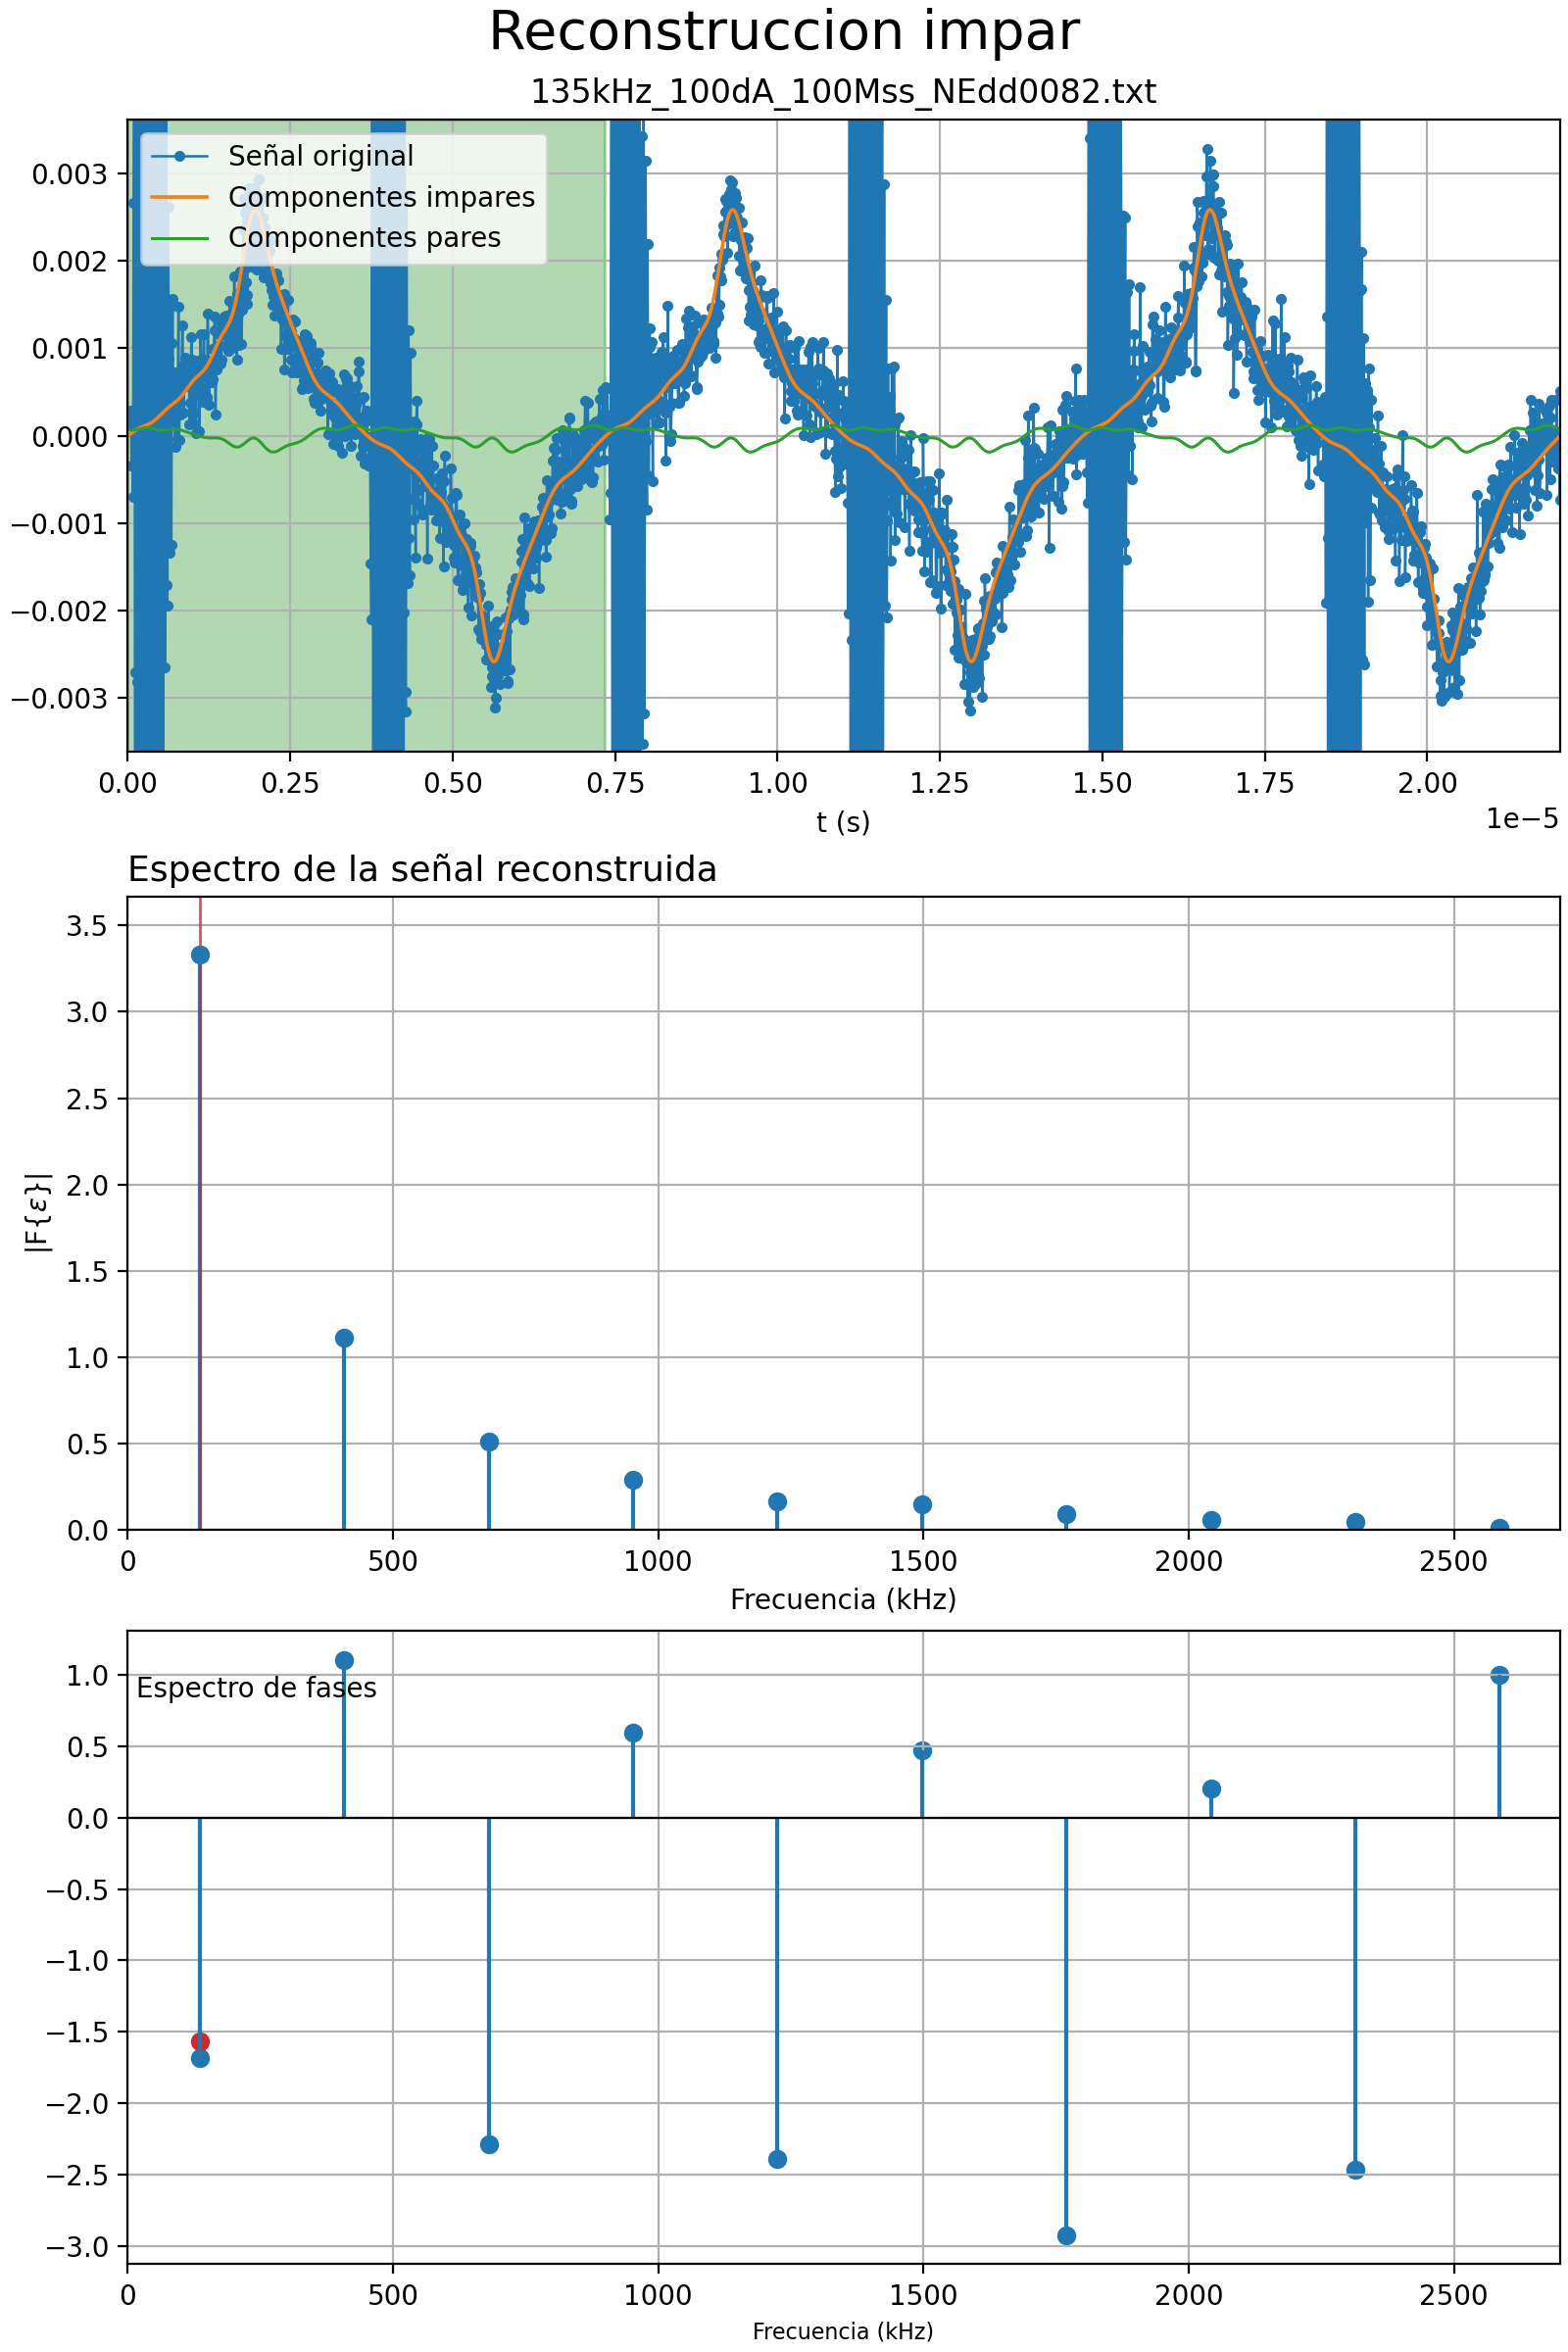 Reconstruccion impar
135kHz_100dA_100Mss_NEdd0082.txt
Señal original
Componentes impares
Componentes pares
0.003
0.002
0.001
0.000
−0.001
−0.002
−0.003
0.00 0.25 0.50 0.75 1.00 1.25 1.50 1.75 2.00
1e−5
t (s)
Espectro de la señal reconstruida
3.5
3.0
2.5
2.0
1.5
1.0
0.5
0.0
|F{ε}|
0 500 1000 1500 2000 2500
Frecuencia (kHz)
Espectro de fases
1.0
0.5
0.0
−0.5
−1.0
−1.5
−2.0
−2.5
−3.0
0 500 1000 1500 2000 2500
Frecuencia (kHz)